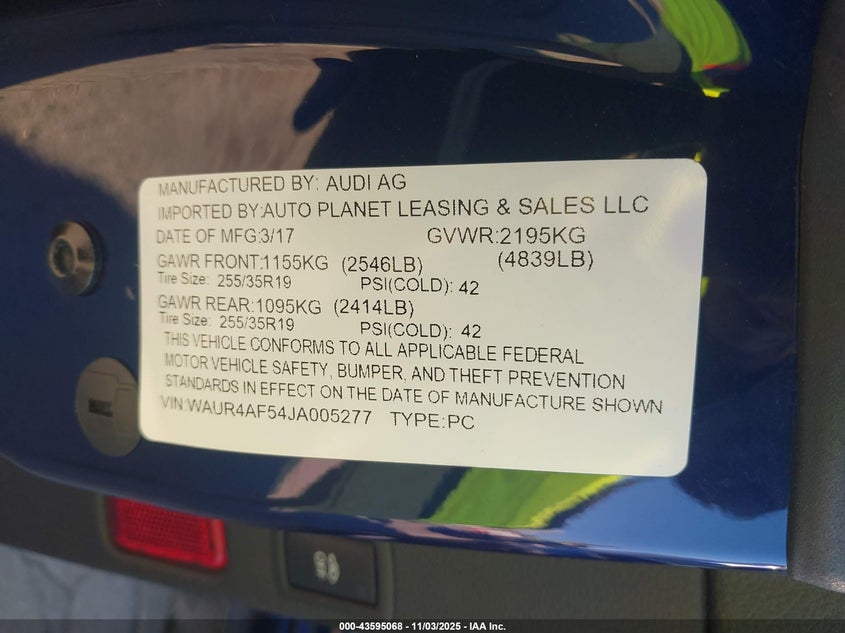 MANUFACTURED BY: AUDI AG
IMPORTED BY:AUTO PLANET LEASING & SALES LLC
DATE OF MFG:3/17 GVWR:2195KG
(4839LB)
GAWR FRONT:1155KG (2546LB)
Tire Size: 255/35R19 PSI(COLD): 42
GAWR REAR:1095KG (2414LB)
Tire Size: 255/35R19 PSI(COLD): 42
THIS VEHICLE CONFORMS TO ALL APPLICABLE FEDERAL
MOTOR VEHICLE SAFETY, BUMPER, AND THEFT PREVENTION
STANDARDS IN EFFECT ON THE DATE OF MANUFACTURE SHOWN
VIN:WAUR4AF54JA005277 TYPE:PC
000-43595068 - 11/03/2025 - IAA Inc.